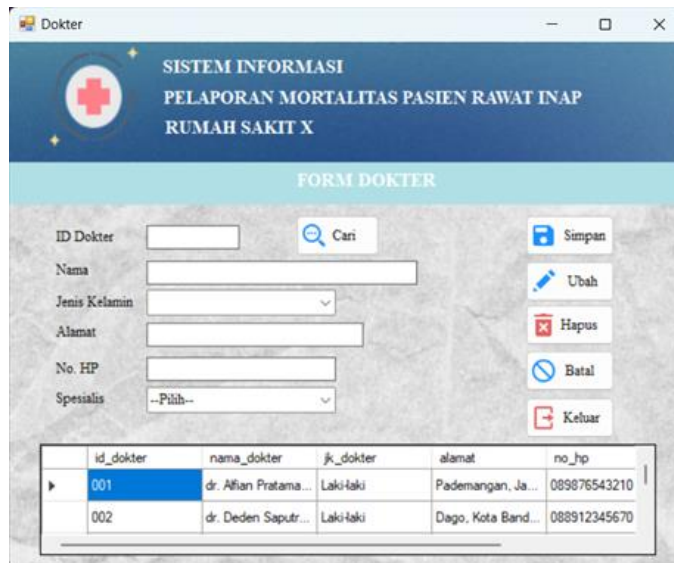 Dokter
SISTEM INFORMASI
PELAPORAN MORTALITAS PASIEN RAWAT INAP
RUMAH SAKIT X
FORM DOKTER
ID Dokter Cari Simpan
Nama Ubah
Jenis Kelamin
Alamat Hapus
No. HP Batal
Spesialis --Pilih-- Keluar
id_dokter nama_dokter jk_dokter alamat no_hp
001 dr. Alfian Pratama... Laki-laki Pademangan, Ja... 089876543210
002 dr. Deden Saputr... Laki-laki Dago, Kota Band... 088912345670